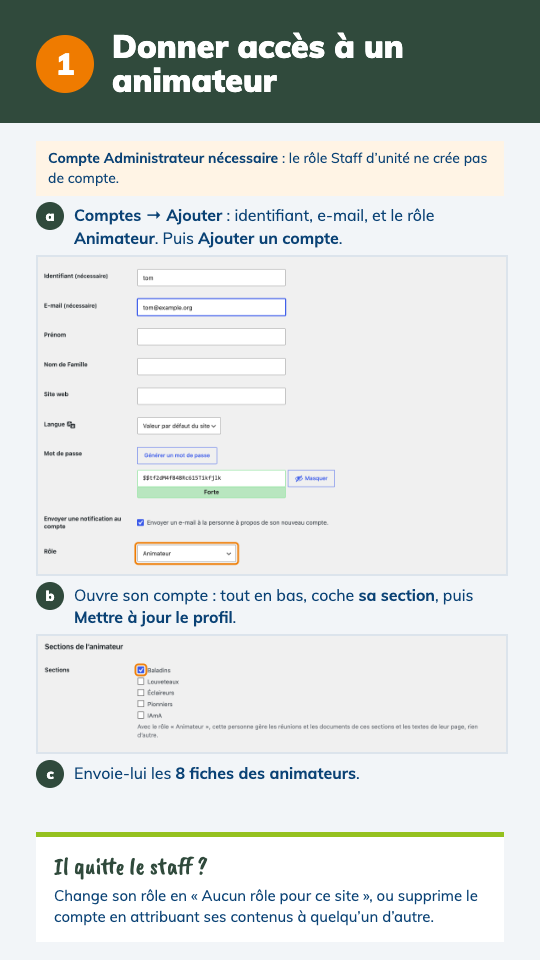 1
Donner accès à un
animateur
Compte Administrateur nécessaire : le rôle Staff d'unité ne crée pas
de compte.
a
Comptes → Ajouter : identifiant, e-mail, et le rôle
Animateur. Puis Ajouter un compte.
Identifiant (nécessaire)
tom
E-mail (nécessaire)
tom@example.org
Prénom
Nom de Famille
Site web
Langue
Valeur par défaut du site
Mot de passe
Générer un mot de passe
Masquer
Forte
Envoyer une notification au
compte
Envoyer un e-mail à la personne à propos de son nouveau compte.
Rôle
Animateur
b
Ouvre son compte : tout en bas, coche sa section, puis
Mettre à jour le profil.
Sections de l'animateur
Sections
Baladins
Louveteaux
Éclaireurs
Pionniers
IAmA
Avec le rôle « Animateur », cette personne gère les réunions et les documents de ces sections et les textes de leur page, rien
d'autre.
c
Envoie-lui les 8 fiches des animateurs.
Il quitte le staff ?
Change son rôle en « Aucun rôle pour ce site », ou supprime le
compte en attribuant ses contenus à quelqu'un d'autre.